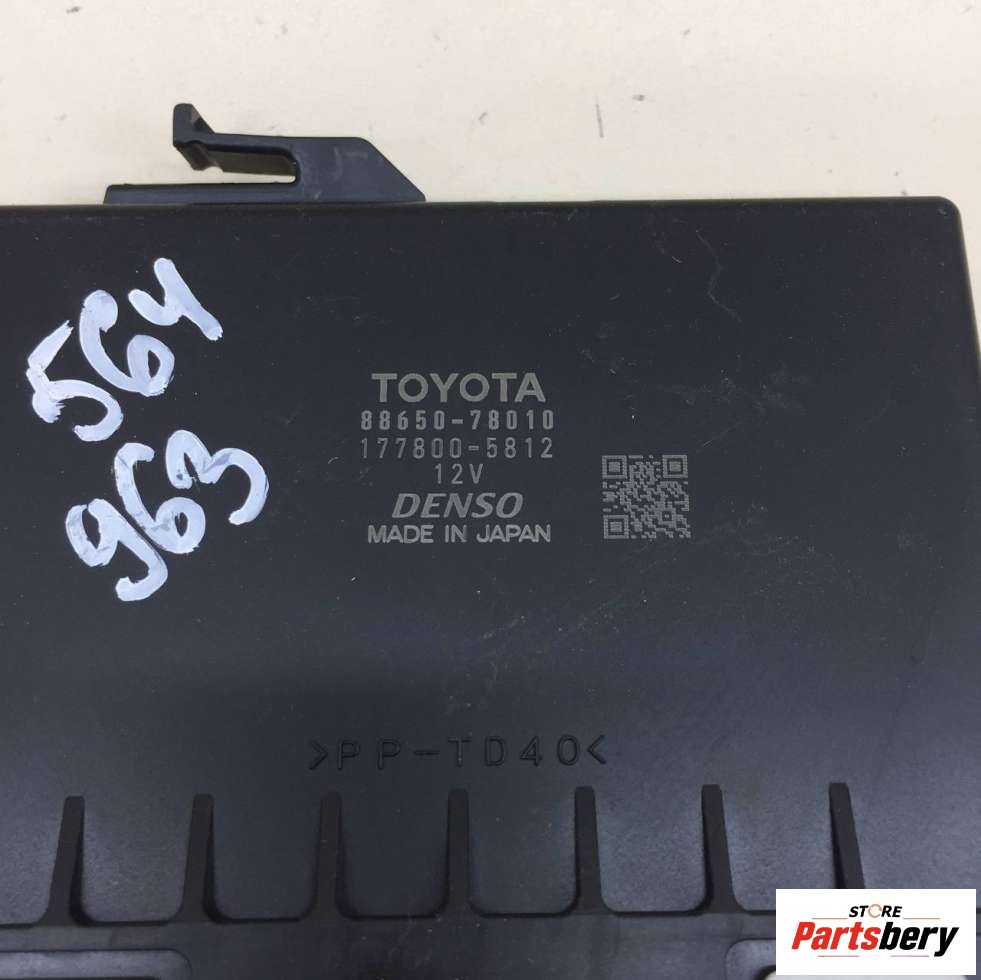 564
963
TOYOTA
88650-78010
177800-5812
12V
DENSO
MADE IN JAPAN
>PP-TD40<
STORE
Partsbery